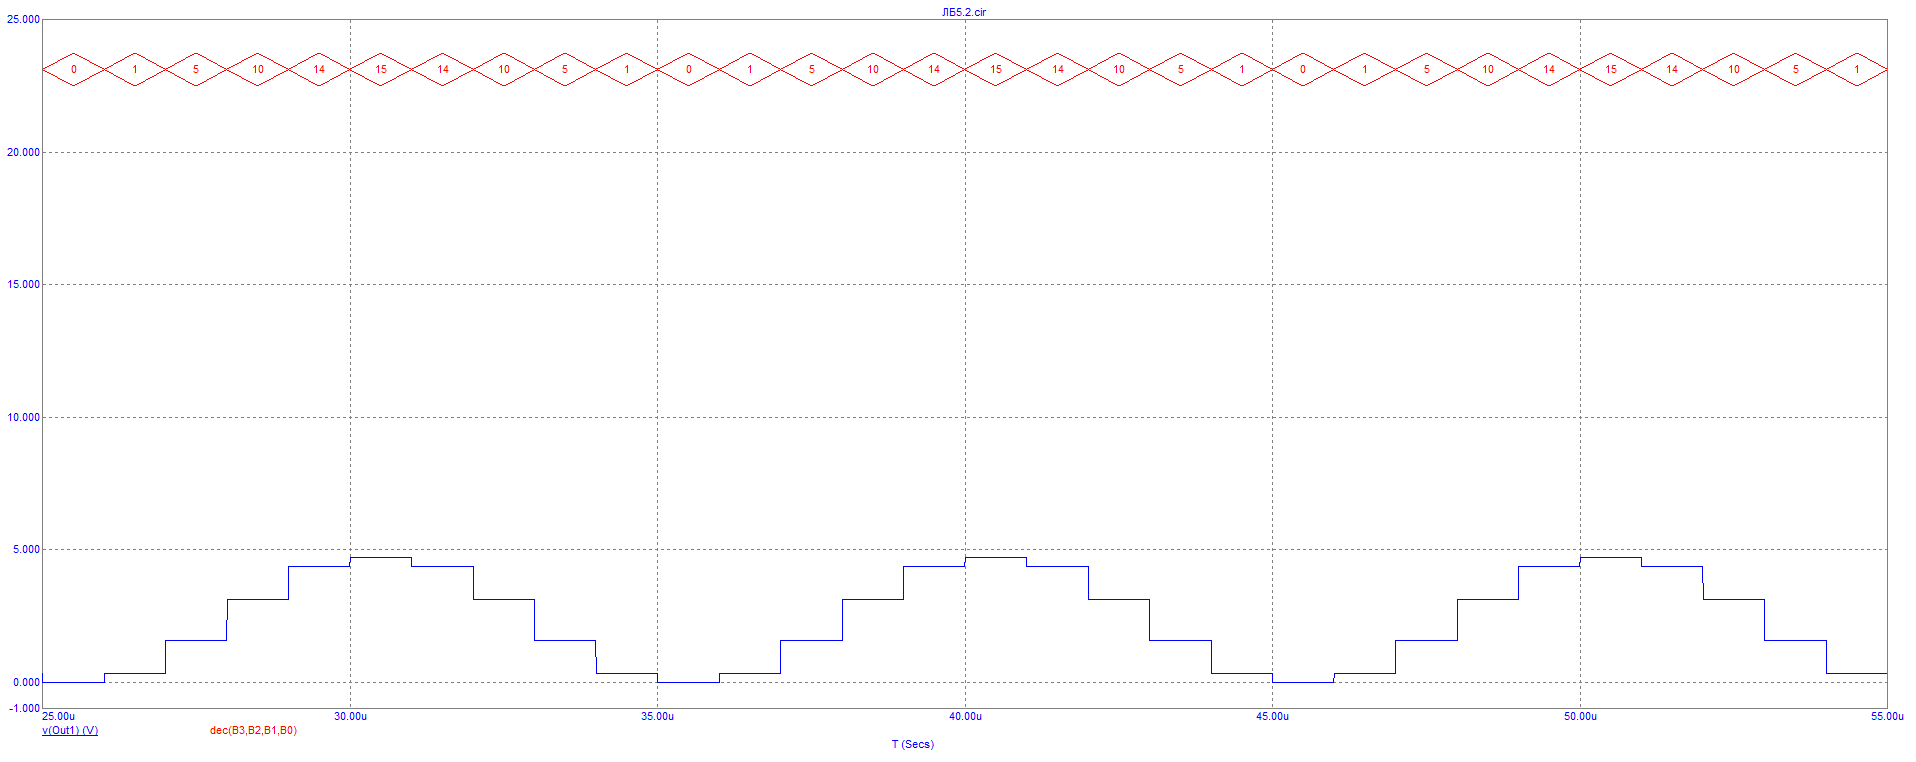 ЛБ5.2.cir
25.000
0 1 5 10 14 15 14 10 5 1 0 1 5 10 14 15 14 10 5 1 0 1 5 10 14 15 14 10 5 1
20.000
15.000
10.000
5.000
0.000
-1.000
25.00u 30.00u 35.00u 40.00u 45.00u 50.00u 55.00u
v(Out1) (V) dec(B3,B2,B1,B0)
T (Secs)